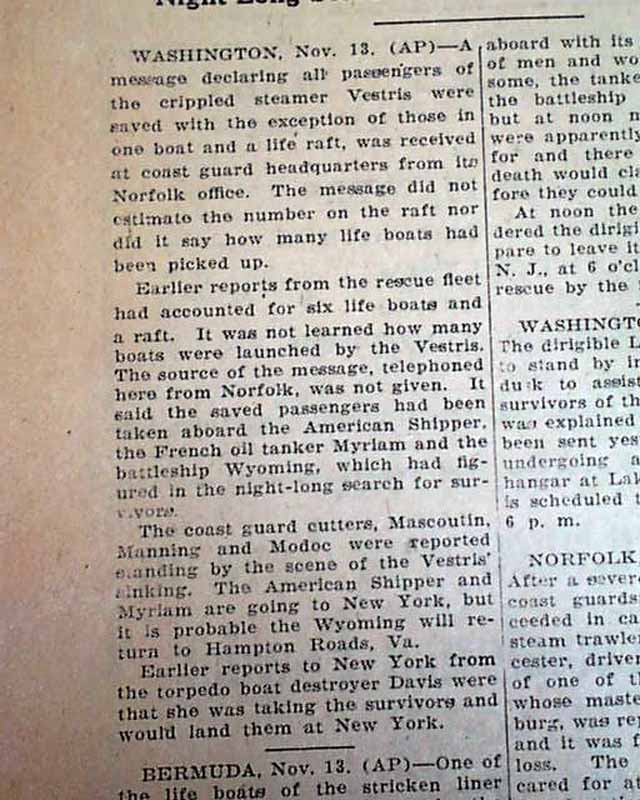 Night Long
WASHINGTON, Nov. 13. (AP)—A
message declaring all passengers of
the crippled steamer Vestris were
saved with the exception of those in
one boat and a life raft, was received
at coast guard headquarters from its
Norfolk office. The message did not
estimate the number on the raft nor
did it say how many life boats had
been picked up.
Earlier reports from the rescue fleet
had accounted for six life boats and
a raft. It was not learned how many
boats were launched by the Vestris.
The source of the message, telephoned
here from Norfolk, was not given. It
said the saved passengers had been
taken aboard the American Shipper,
the French oil tanker Myriam and the
battleship Wyoming, which had fig-
ured in the night-long search for sur-
vivors.
The coast guard cutters, Mascoutin,
Manning and Modoc were reported
standing by the scene of the Vestris'
sinking. The American Shipper and
Myriam are going to New York, but
it is probable the Wyoming will re-
turn to Hampton Roads, Va.
Earlier reports to New York from
the torpedo boat destroyer Davis were
that she was taking the survivors and
would land them at New York.
BERMUDA, Nov. 13. (AP)—One of
the life boats of the stricken liner
aboard with its
of men and wo
some, the tanke
the battleship
but at noon
were apparently
for and there
death would cla
fore they could
At noon the
dered the dirigi
pare to leave it
N. J., at 6 o'cl
rescue by the
WASHINGTO
The dirigible L
to stand by in
dusk to assist
survivors of th
was explained
been sent yes
undergoing a
hangar at Lak
is scheduled t
6 p. m.
NORFOLK,
After a sever
coast guards
ceeded in ca
steam trawler
cester, driven
of one of th
whose maste
burg, was rep
and it was f
loss. The
cared for at